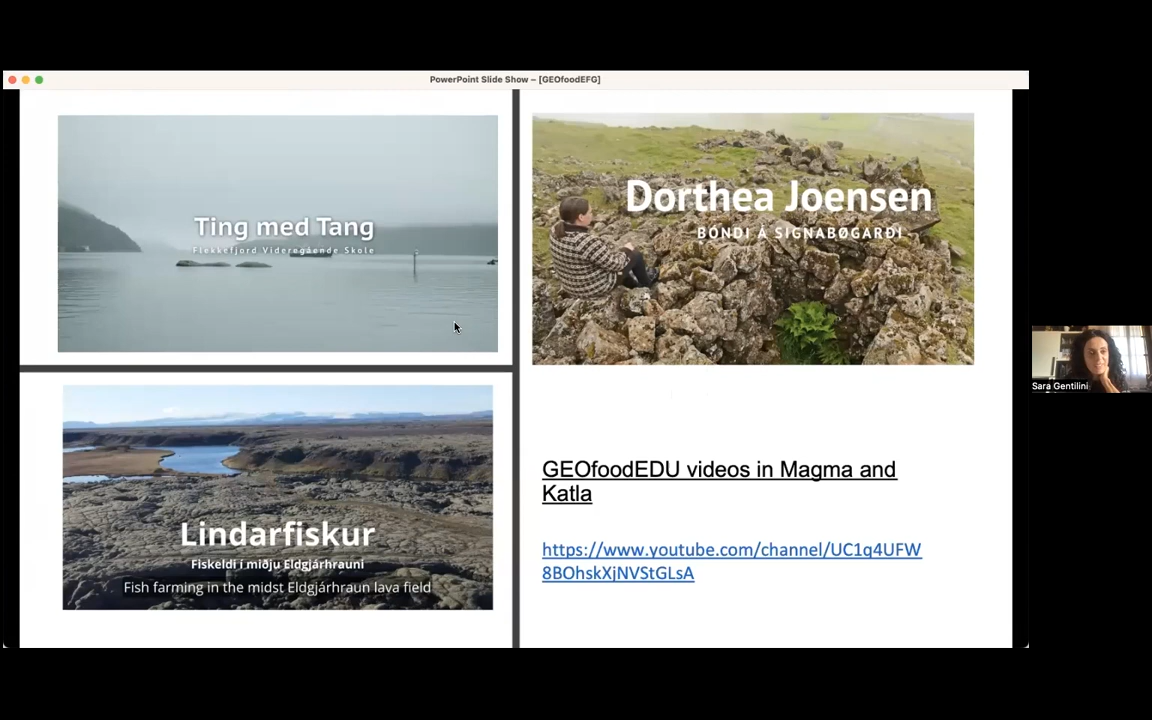 PowerPoint Slide Show – [GEOfoodEFG]
Ting med Tang
Flekkefjord Videregående Skole
Dorthea Joensen
BÓNDI Á SIGNABØGARÐI
Lindarfiskur
Fiskeldi í miðju Eldgjárhrauni
Fish farming in the midst Eldgjárhraun lava field
GEOfoodEDU videos in Magma and
Katla
https://www.youtube.com/channel/UC1q4UFW
8BOhskXjNVStGLsA
Sara Gentilini